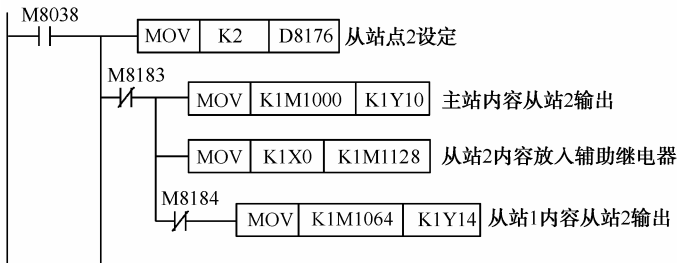 M8038
MOV K2 D8176 从站点2设定
M8183
MOV K1M1000 K1Y10 主站内容从站2输出
MOV K1X0 K1M1128 从站2内容放入辅助继电器
M8184
MOV K1M1064 K1Y14 从站1内容从站2输出